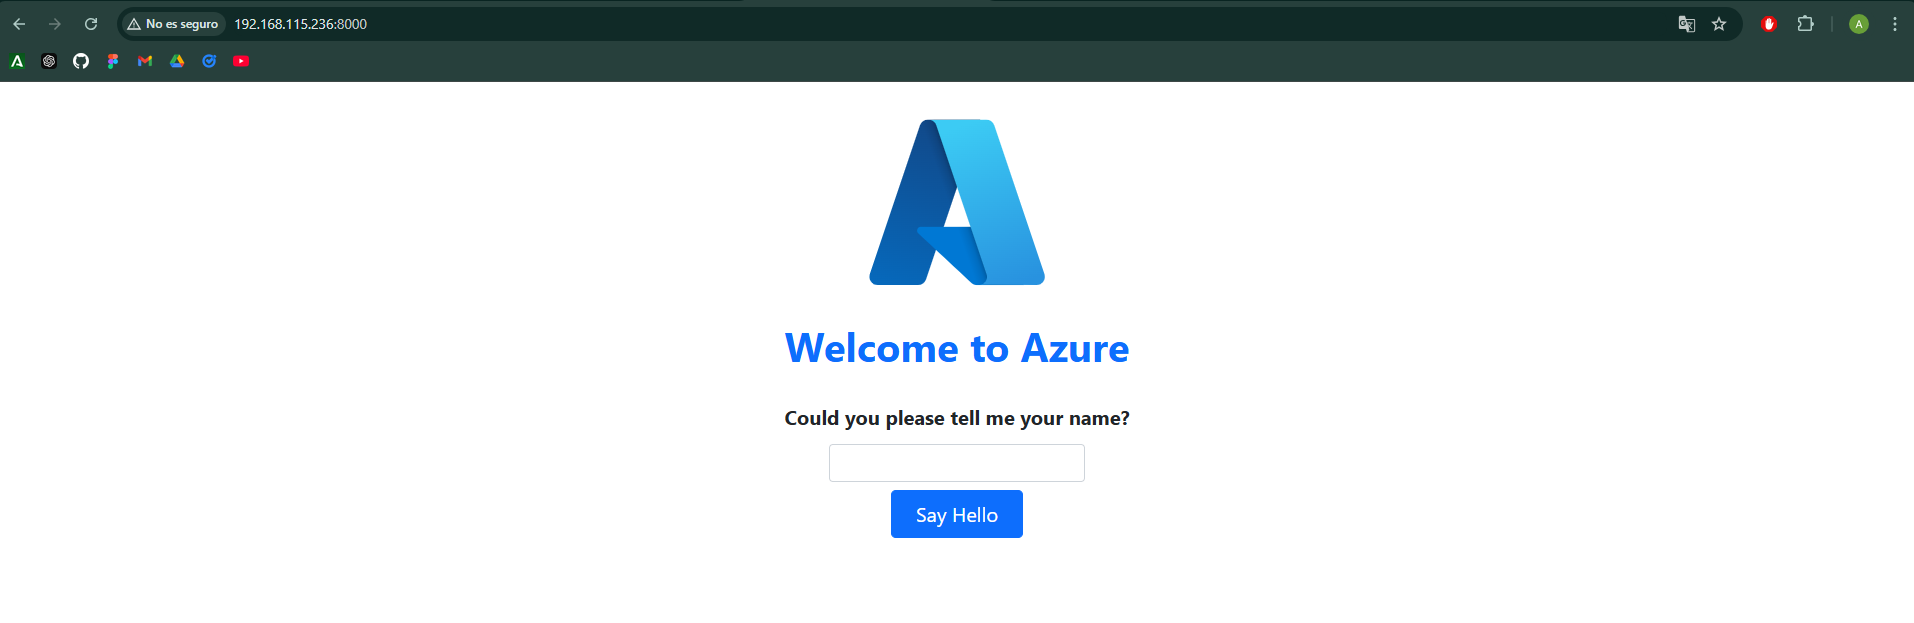 No es seguro 192.168.115.236:8000
A
Welcome to Azure
Could you please tell me your name?
Say Hello